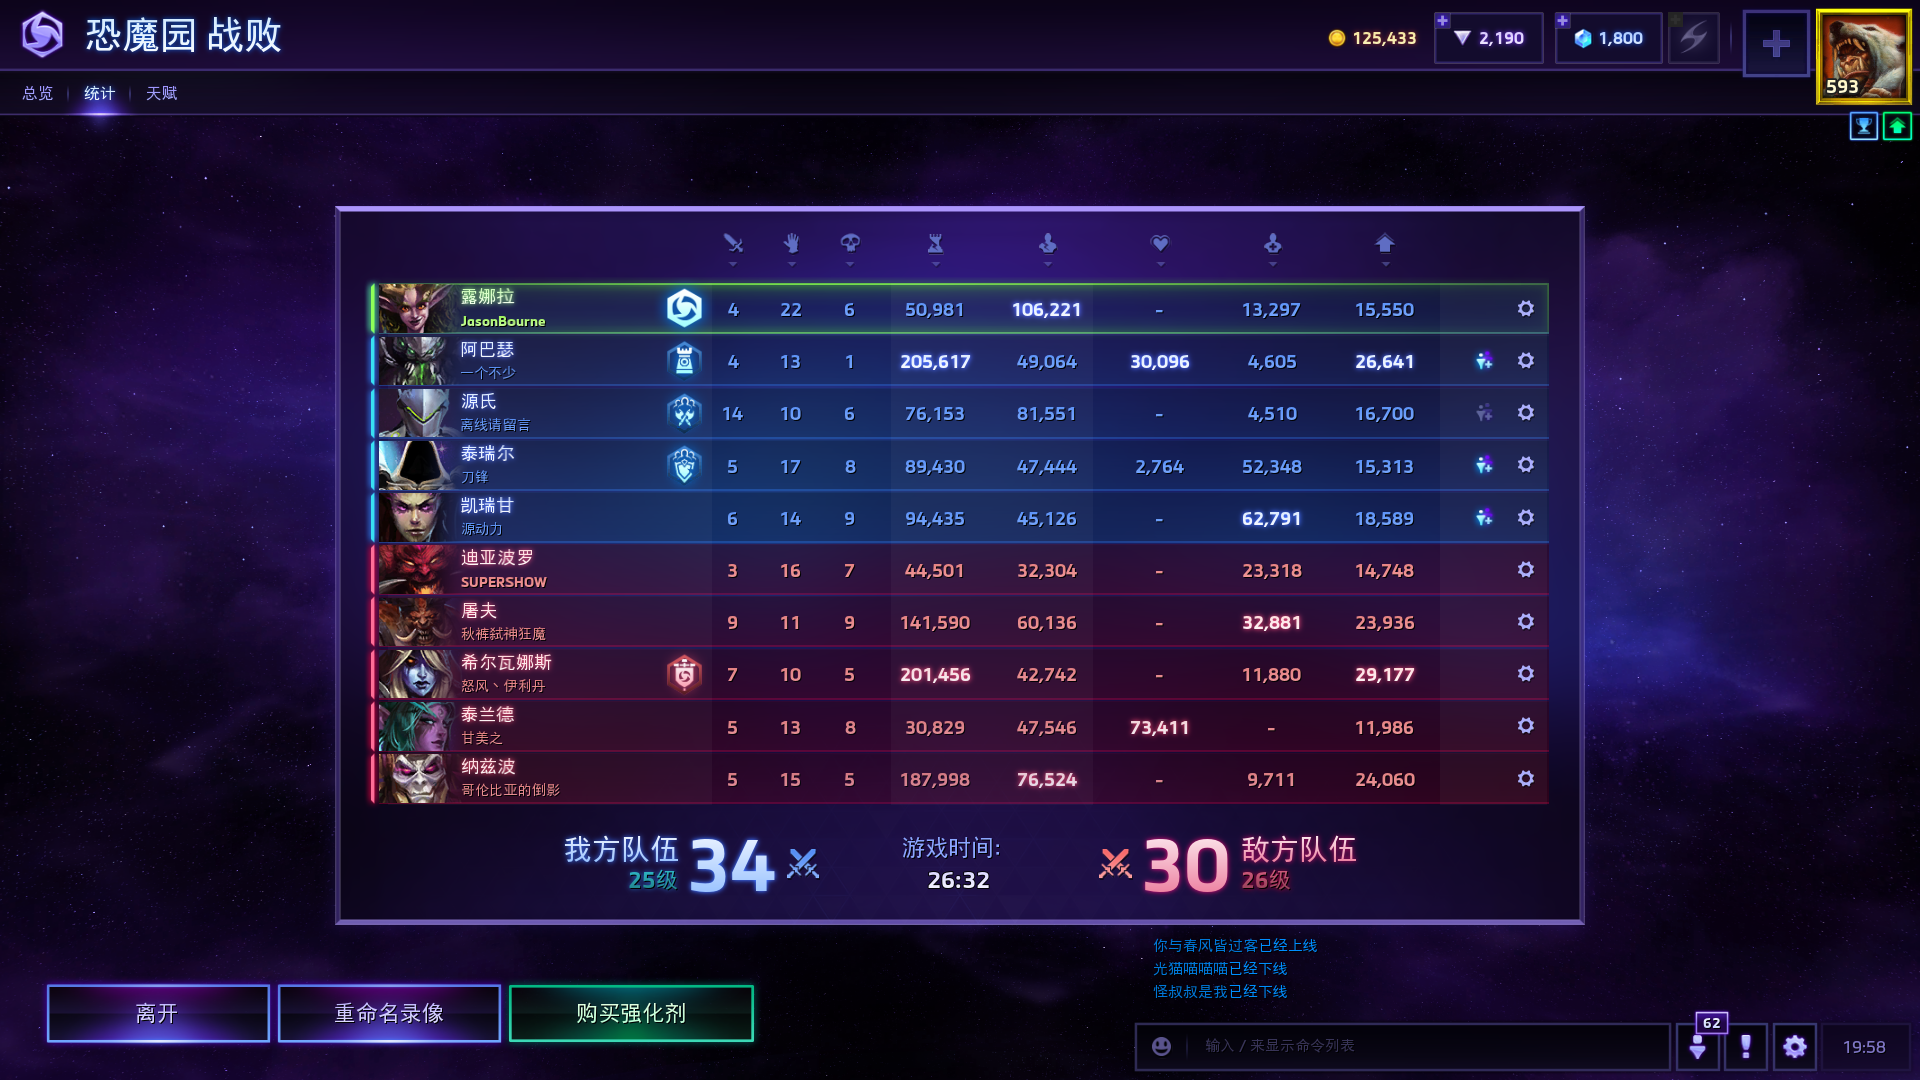 恐魔园 战败
125,433
2,190
1,800
593
总览 统计 天赋
露娜拉
JasonBourne
4 22 6 50,981 106,221 - 13,297 15,550
阿巴瑟
一个不少
4 13 1 205,617 49,064 30,096 4,605 26,641
源氏
离线请留言
14 10 6 76,153 81,551 - 4,510 16,700
泰瑞尔
刀锋
5 17 8 89,430 47,444 2,764 52,348 15,313
凯瑞甘
源动力
6 14 9 94,435 45,126 - 62,791 18,589
迪亚波罗
SUPERSHOW
3 16 7 44,501 32,304 - 23,318 14,748
屠夫
秋裤弑神狂魔
9 11 9 141,590 60,136 - 32,881 23,936
希尔瓦娜斯
怒风丶伊利丹
7 10 5 201,456 42,742 - 11,880 29,177
泰兰德
甘美之
5 13 8 30,829 47,546 73,411 - 11,986
纳兹波
哥伦比亚的倒影
5 15 5 187,998 76,524 - 9,711 24,060
我方队伍 34
25级
游戏时间:
26:32
30 敌方队伍
26级
你与春风皆过客已经上线
光猫喵喵喵已经下线
怪叔叔是我已经下线
离开
重命名录像
购买强化剂
输入 / 来显示命令列表
62
19:58